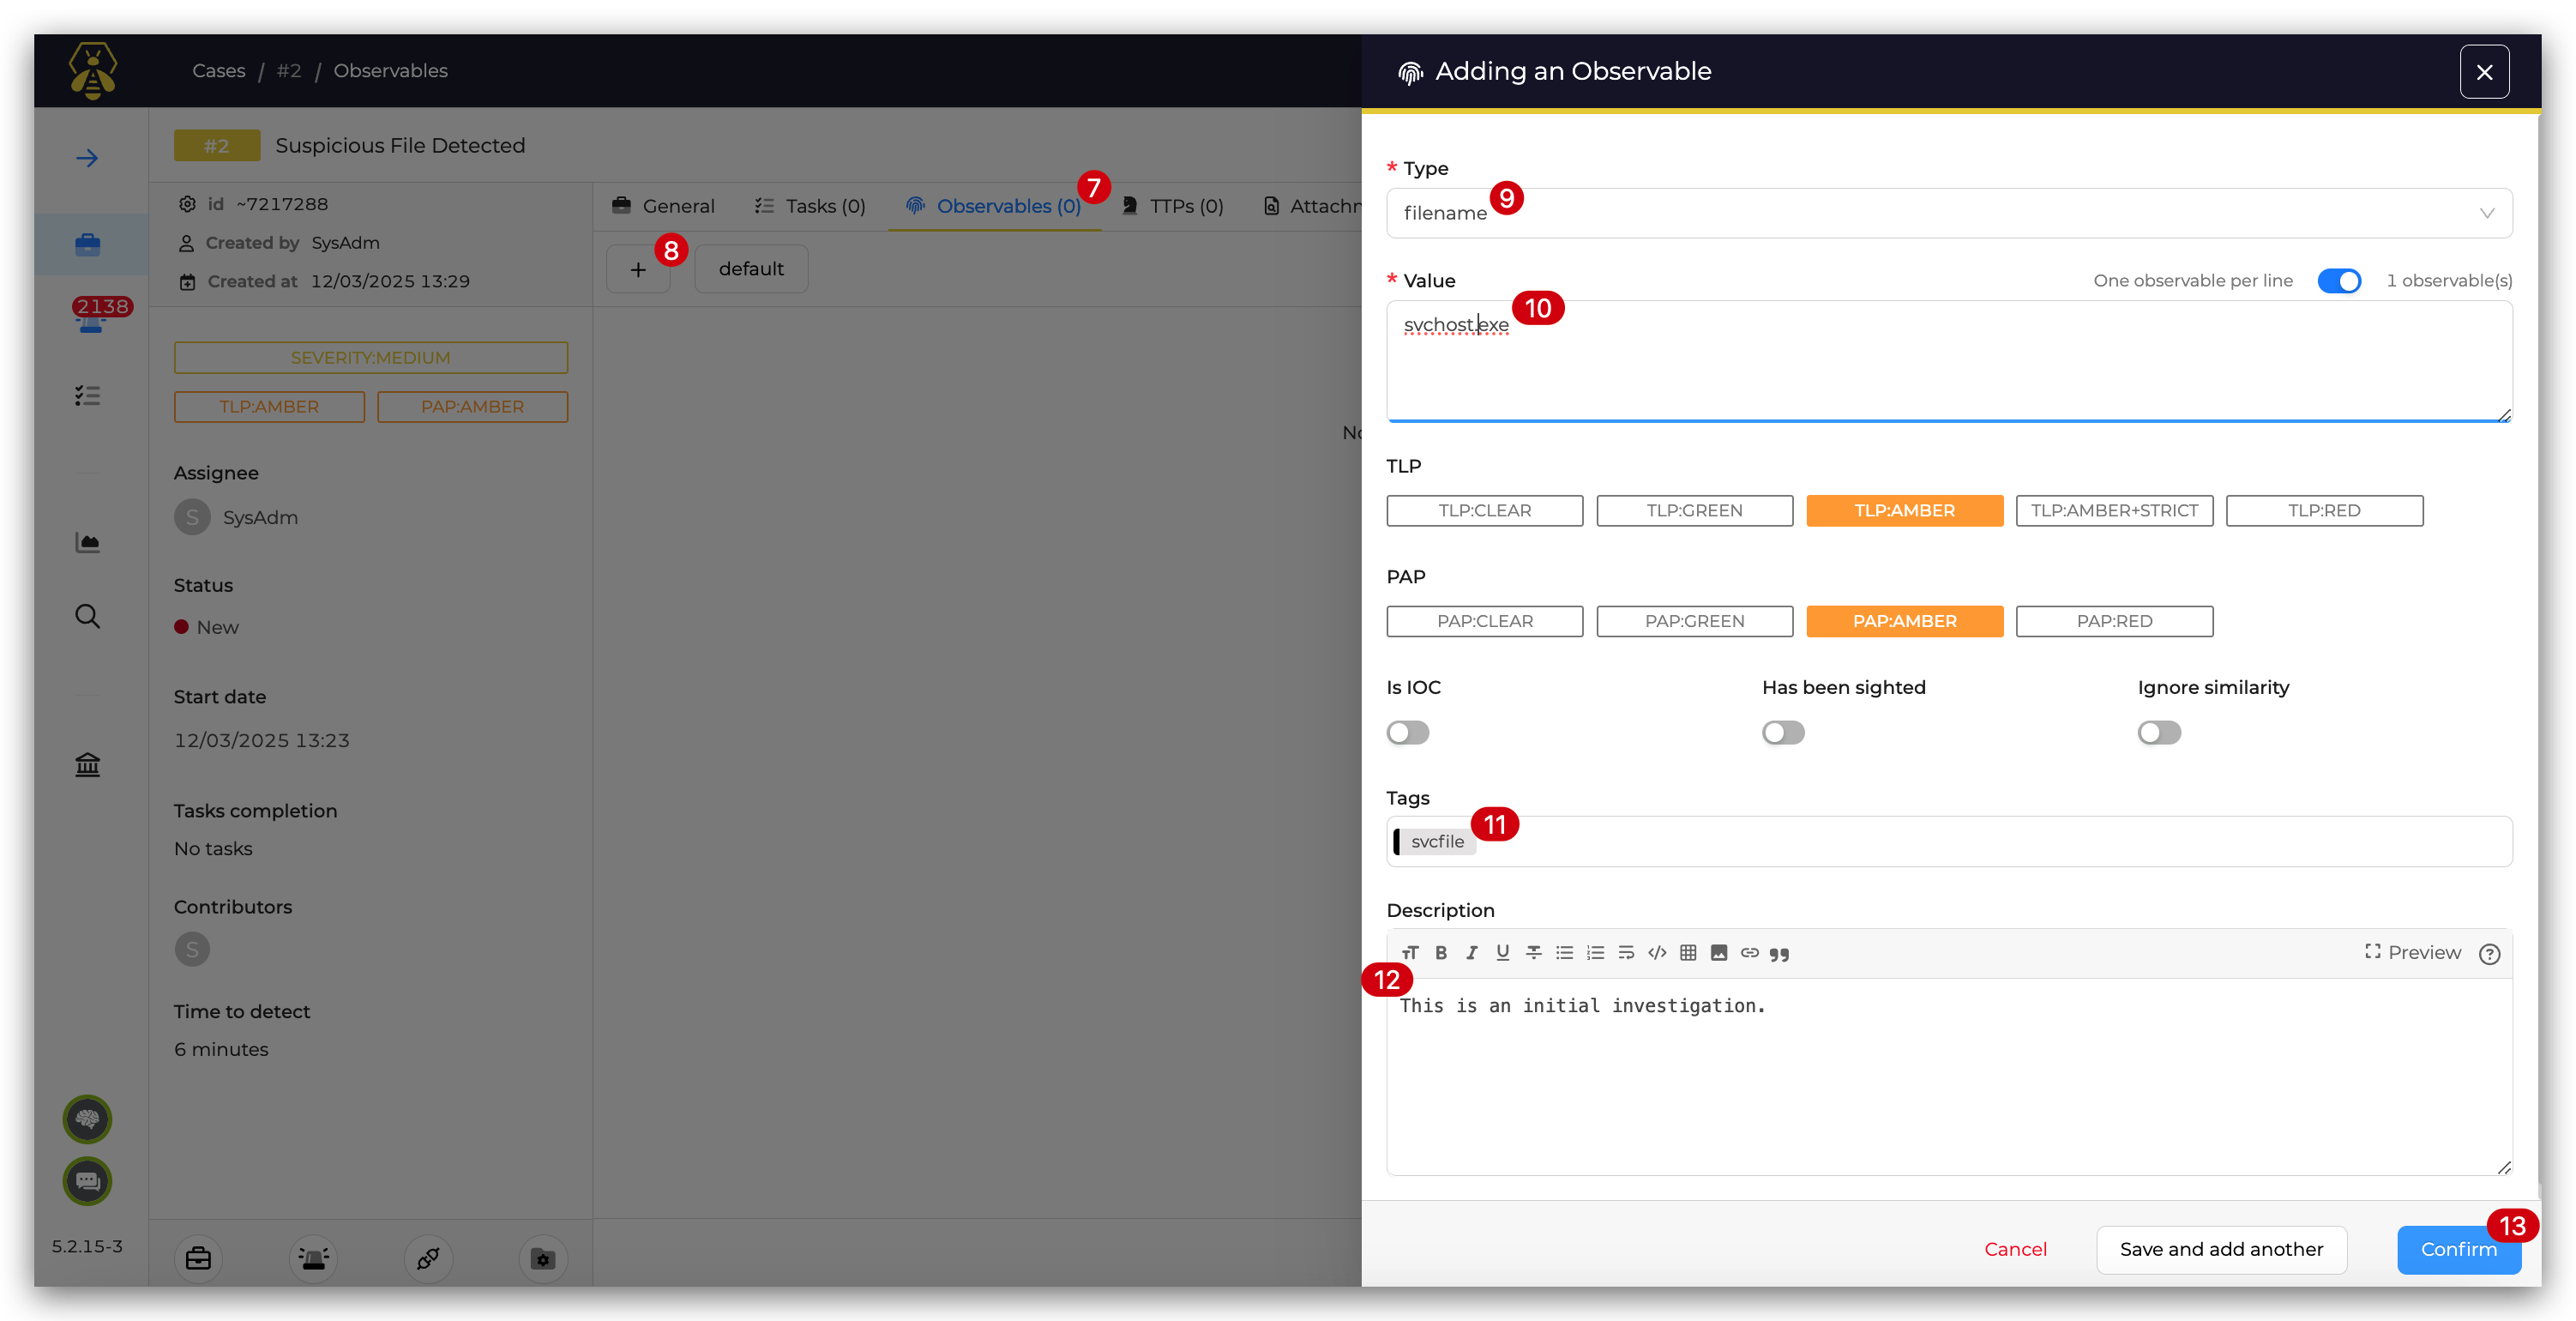 Cases / #2 / Observables
Adding an Observable
#2 Suspicious File Detected
id ~7217288
Created by SysAdm
Created at 12/03/2025 13:29
2138
SEVERITY:MEDIUM
TLP:AMBER PAP:AMBER
Assignee
S SysAdm
Status
New
Start date
12/03/2025 13:23
Tasks completion
No tasks
Contributors
S
Time to detect
6 minutes
5.2.15-3
General Tasks (0) Observables (0) 7 TTPs (0) Attachm
+ 8 default
No
* Type
filename 9
* Value One observable per line 1 observable(s)
svchost.exe 10
TLP
TLP:CLEAR TLP:GREEN TLP:AMBER TLP:AMBER+STRICT TLP:RED
PAP
PAP:CLEAR PAP:GREEN PAP:AMBER PAP:RED
Is IOC Has been sighted Ignore similarity
Tags
svcfile 11
Description
Preview
12
This is an initial investigation.
Cancel Save and add another Confirm 13